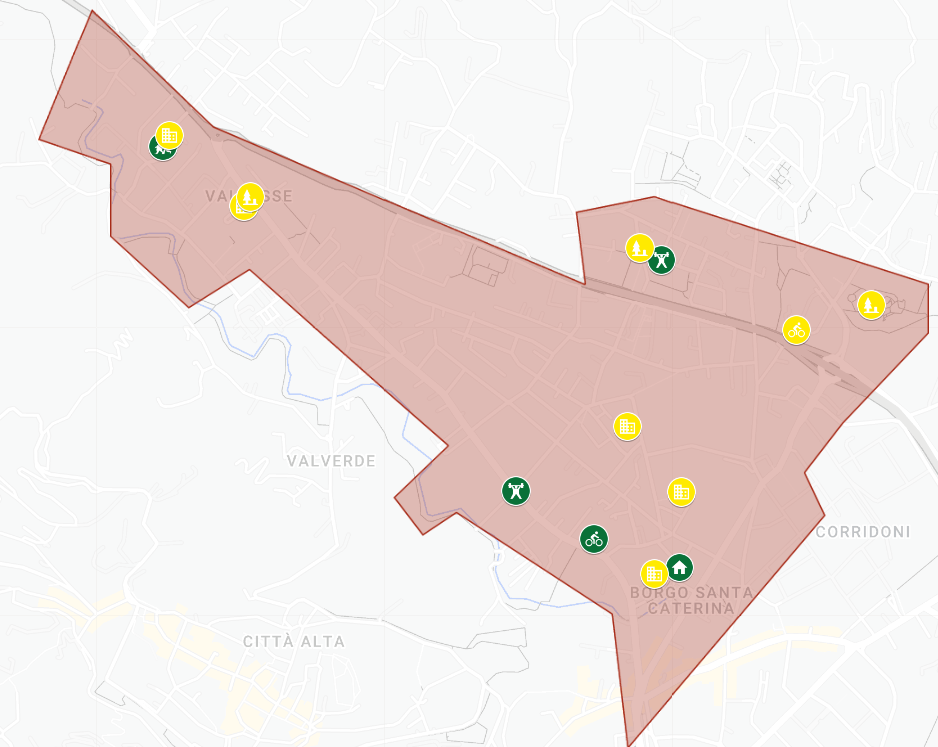 VALVERDE
CORRIDONI
BORGO SANTA
CATERINA
CITTÀ ALTA